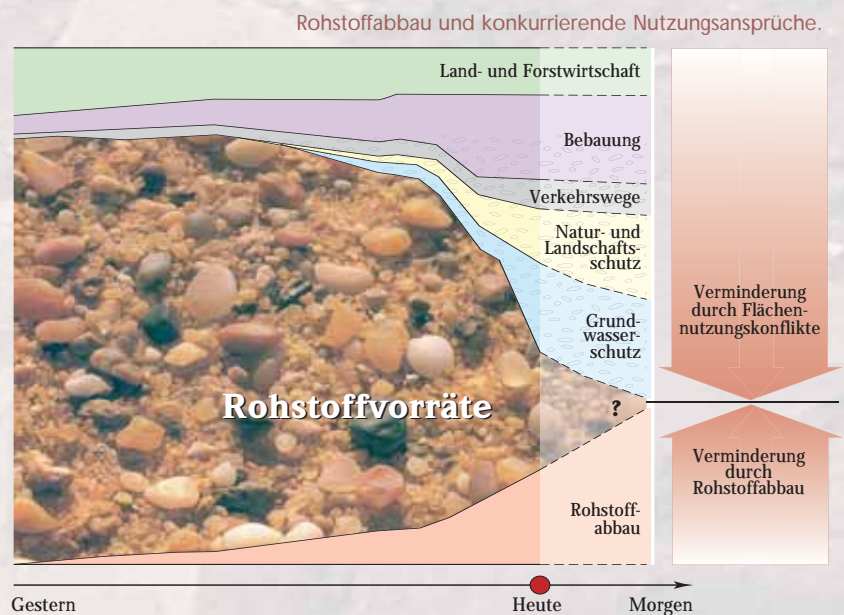 Rohstoffabbau und konkurrierende Nutzungsansprüche.
Land- und Forstwirtschaft
Bebauung
Verkehrswege
Natur- und
Landschafts-
schutz
Grund-
wasser-
schutz
Rohstoffvorräte
?
Rohstoff-
abbau
Verminderung
durch Flächen-
nutzungskonflikte
Verminderung
durch
Rohstoffabbau
Gestern
Heute
Morgen